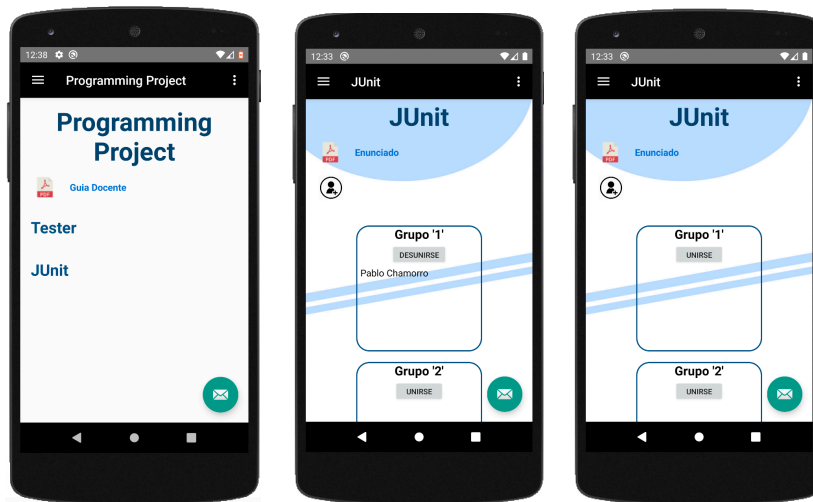 12:38
Programming Project
Programming
Project
PDF
Guia Docente
Tester
JUnit
12:33
JUnit
JUnit
PDF
Enunciado
Grupo '1'
DESUNIRSE
Pablo Chamorro
Grupo '2'
UNIRSE
12:33
JUnit
JUnit
PDF
Enunciado
Grupo '1'
UNIRSE
Grupo '2'
UNIRSE